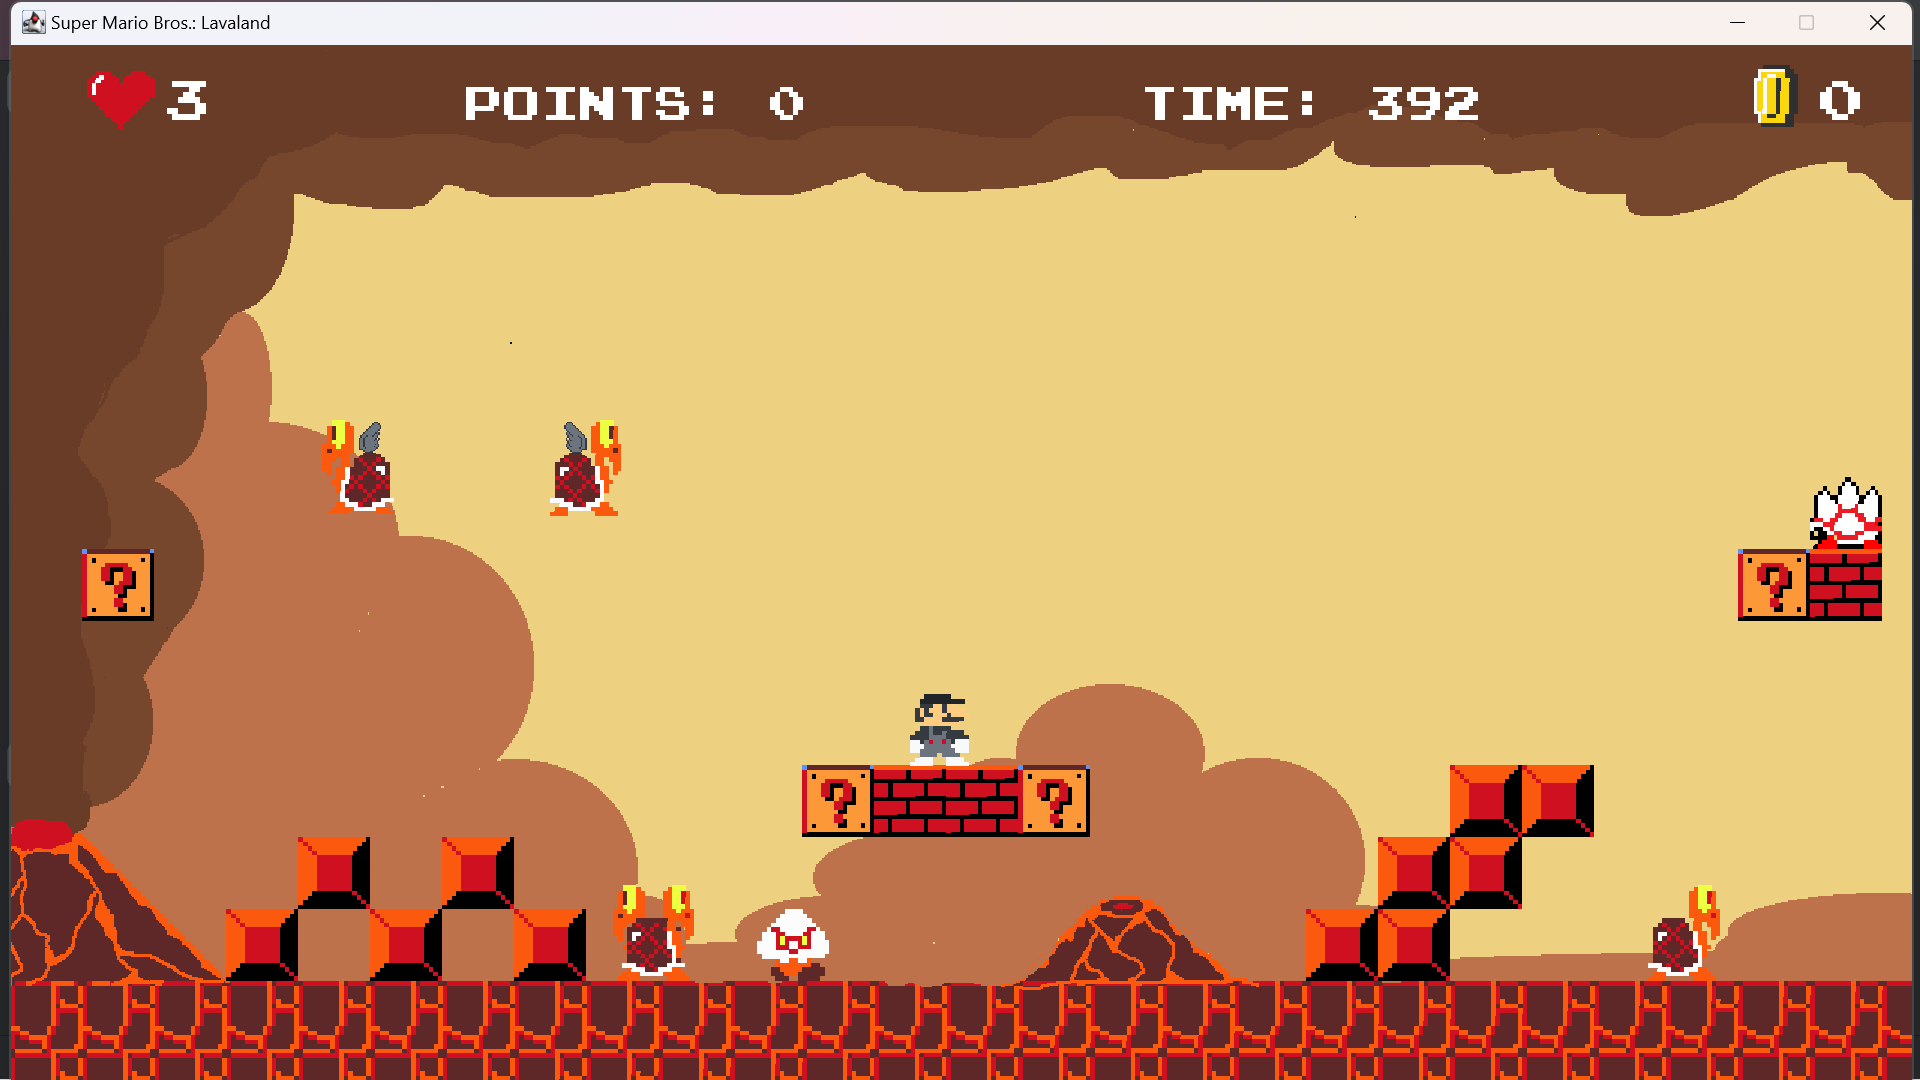 Super Mario Bros.: Lavaland
3 POINTS: 0 TIME: 392 0
? ?
? ?